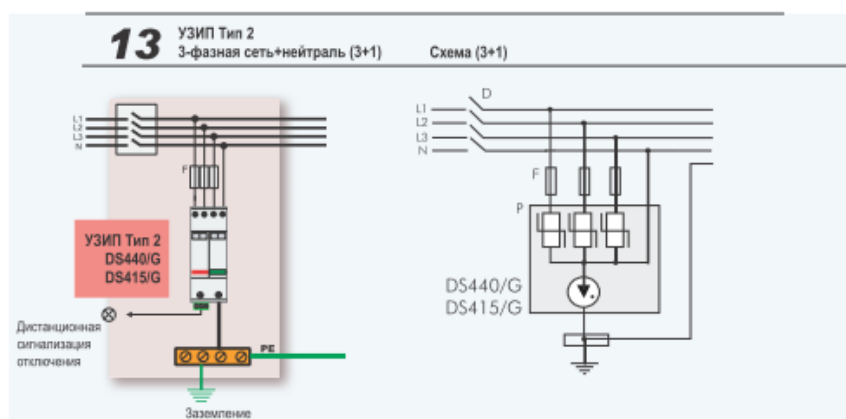 13
УЗИП Тип 2
3-фазная сеть+нейтраль (3+1)
Схема (3+1)
L1
L2
L3
N
F
УЗИП Тип 2
DS440/G
DS415/G
Дистанционная
сигнализация
отключения
PE
Заземление
D
L1
L2
L3
N
F
P
DS440/G
DS415/G